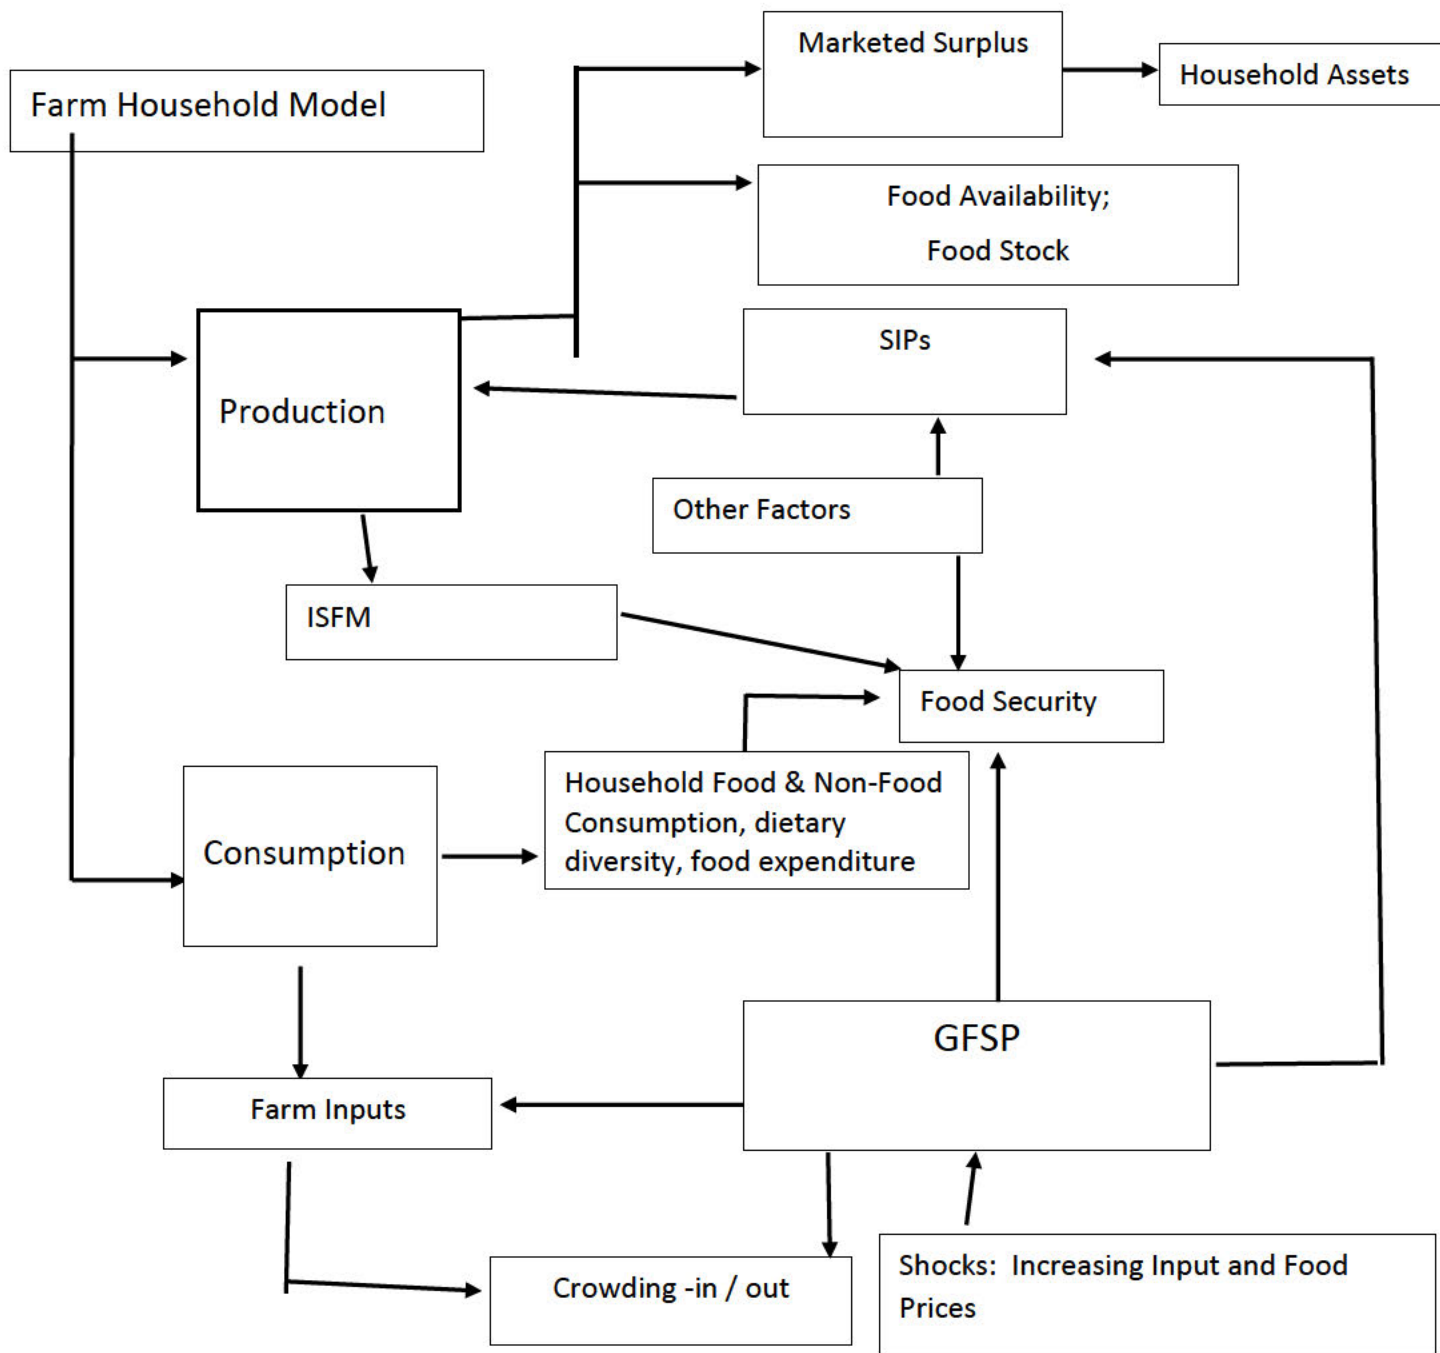 Marketed Surplus
Household Assets
Farm Household Model
Food Availability;
Food Stock
SIPs
Production
Other Factors
ISFM
Food Security
Household Food & Non-Food
Consumption, dietary
diversity, food expenditure
Consumption
GFSP
Farm Inputs
Crowding -in / out
Shocks:  Increasing Input and Food
Prices